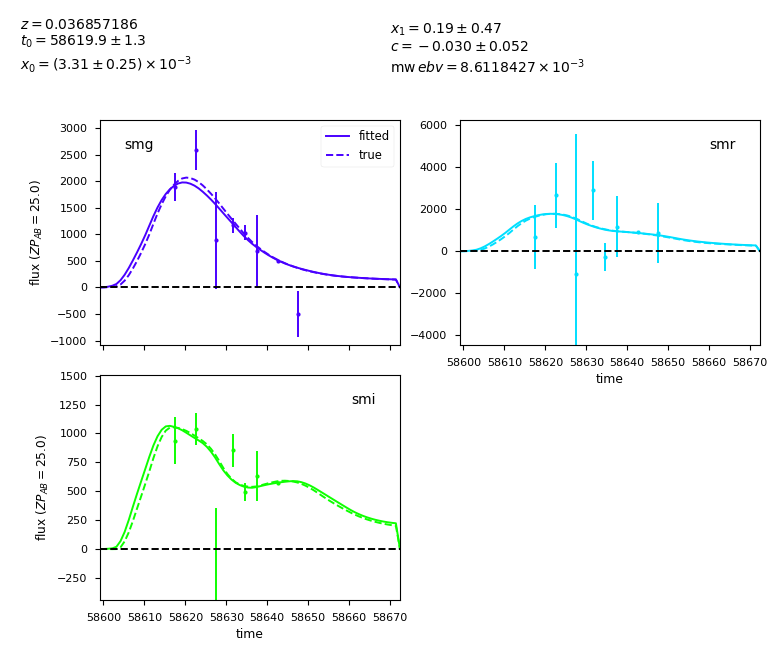 z = 0.036857186
t₀ = 58619.9 ± 1.3
x₀ = (3.31 ± 0.25) × 10⁻³
x₁ = 0.19 ± 0.47
c = −0.030 ± 0.052
mw ebv = 8.6118427 × 10⁻³
smg
fitted
true
3000
2500
2000
1500
1000
500
0
−500
−1000
flux (ZP_AB = 25.0)
smr
6000
4000
2000
0
−2000
−4000
58600 58610 58620 58630 58640 58650 58660 58670
time
smi
1500
1250
1000
750
500
250
0
−250
flux (ZP_AB = 25.0)
58600 58610 58620 58630 58640 58650 58660 58670
time